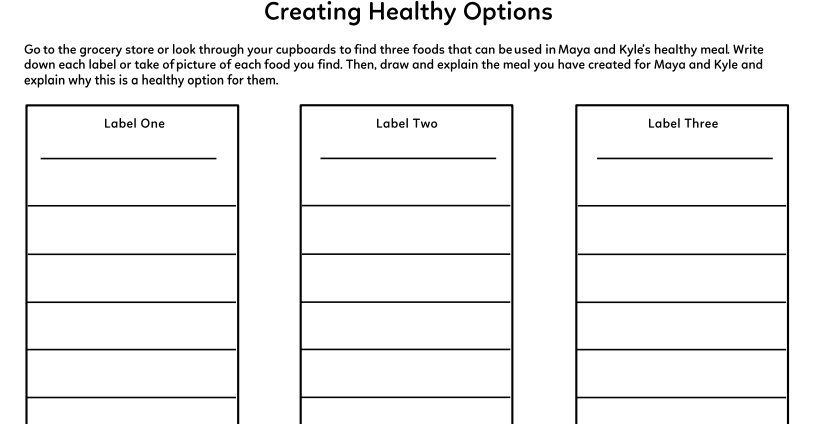 Creating Healthy Options
Go to the grocery store or look through your cupboards to find three foods that can be used in Maya and Kyle's healthy meal. Write
down each label or take of picture of each food you find. Then, draw and explain the meal you have created for Maya and Kyle and
explain why this is a healthy option for them.
Label One
Label Two
Label Three